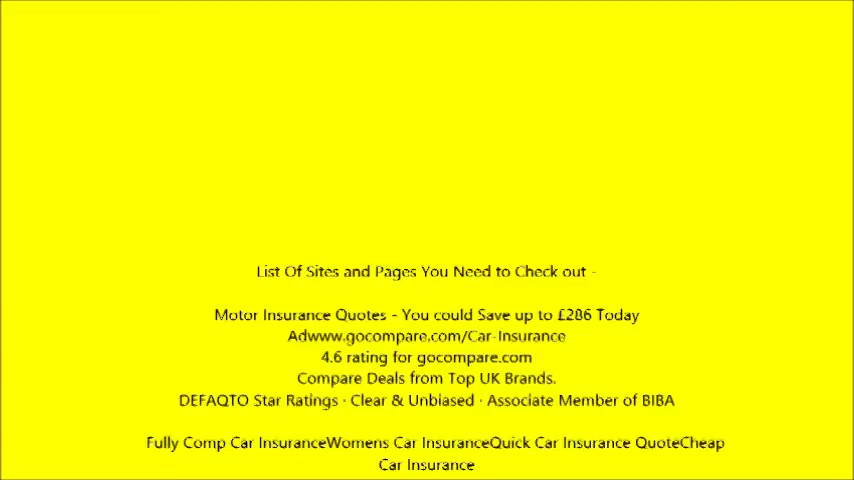 List Of Sites and Pages You Need to Check out -
Motor Insurance Quotes - You could Save up to £286 Today
Adwww.gocompare.com/Car-Insurance
4.6 rating for gocompare.com
Compare Deals from Top UK Brands.
DEFAQTO Star Ratings · Clear & Unbiased · Associate Member of BIBA
Fully Comp Car InsuranceWomens Car InsuranceQuick Car Insurance QuoteCheap
Car Insurance